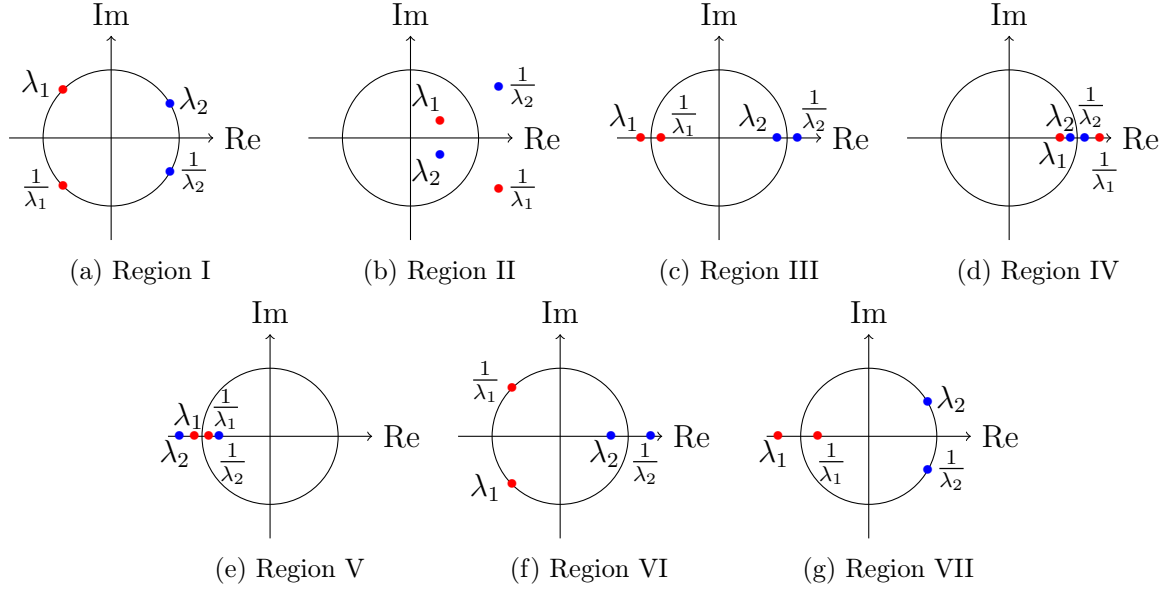 Im
Re
λ₁
λ₂
1/λ₁
1/λ₂
(a) Region I
Im
Re
λ₁
1/λ₂
λ₂
1/λ₁
(b) Region II
Im
Re
λ₁
1/λ₁
λ₂
1/λ₂
(c) Region III
Im
Re
λ₂
1/λ₂
λ₁
1/λ₁
(d) Region IV
Im
Re
λ₁
1/λ₁
λ₂
1/λ₂
(e) Region V
Im
Re
1/λ₁
λ₁
λ₂
1/λ₂
(f) Region VI
Im
Re
λ₂
λ₁
1/λ₁
1/λ₂
(g) Region VII